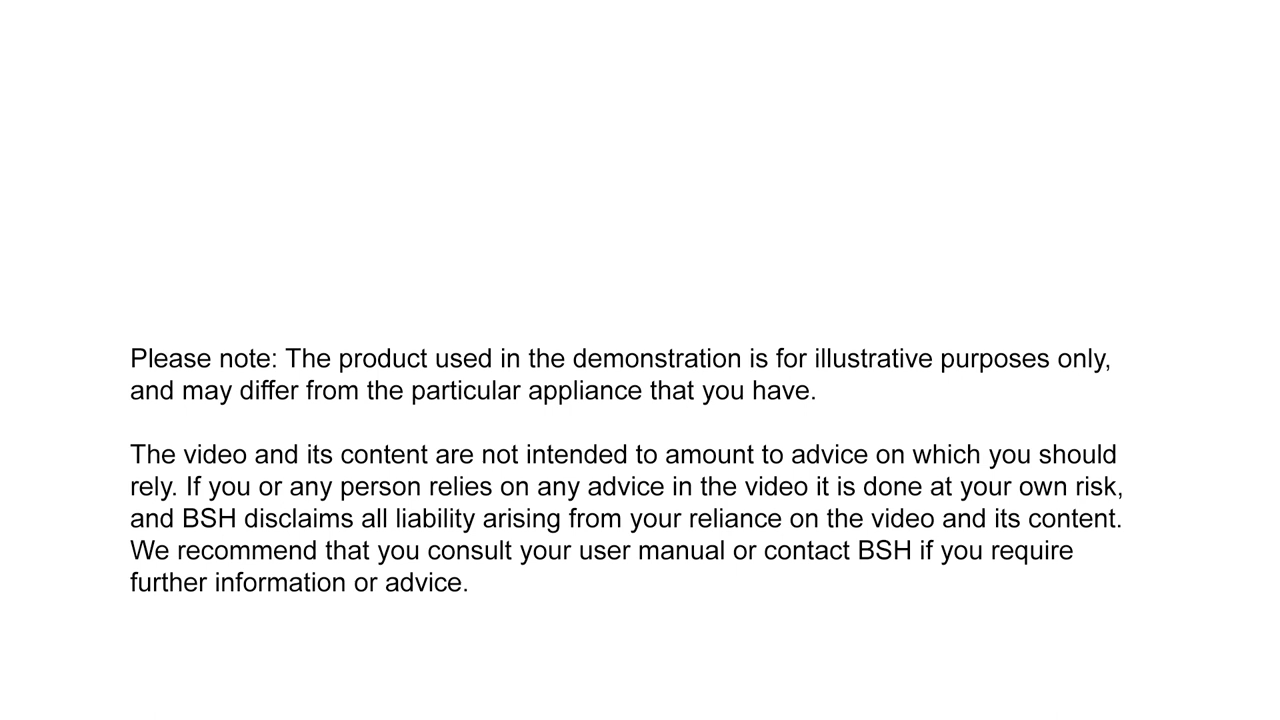 Please note: The product used in the demonstration is for illustrative purposes only,
and may differ from the particular appliance that you have.
The video and its content are not intended to amount to advice on which you should
rely. If you or any person relies on any advice in the video it is done at your own risk,
and BSH disclaims all liability arising from your reliance on the video and its content.
We recommend that you consult your user manual or contact BSH if you require
further information or advice.